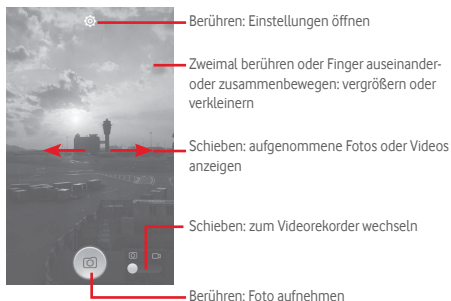 Berühren: Einstellungen öffnen
Zweimal berühren oder Finger auseinander-
oder zusammenbewegen: vergrößern oder
verkleinern
Schieben: aufgenommene Fotos oder Videos
anzeigen
Schieben: zum Videorekorder wechseln
Berühren: Foto aufnehmen